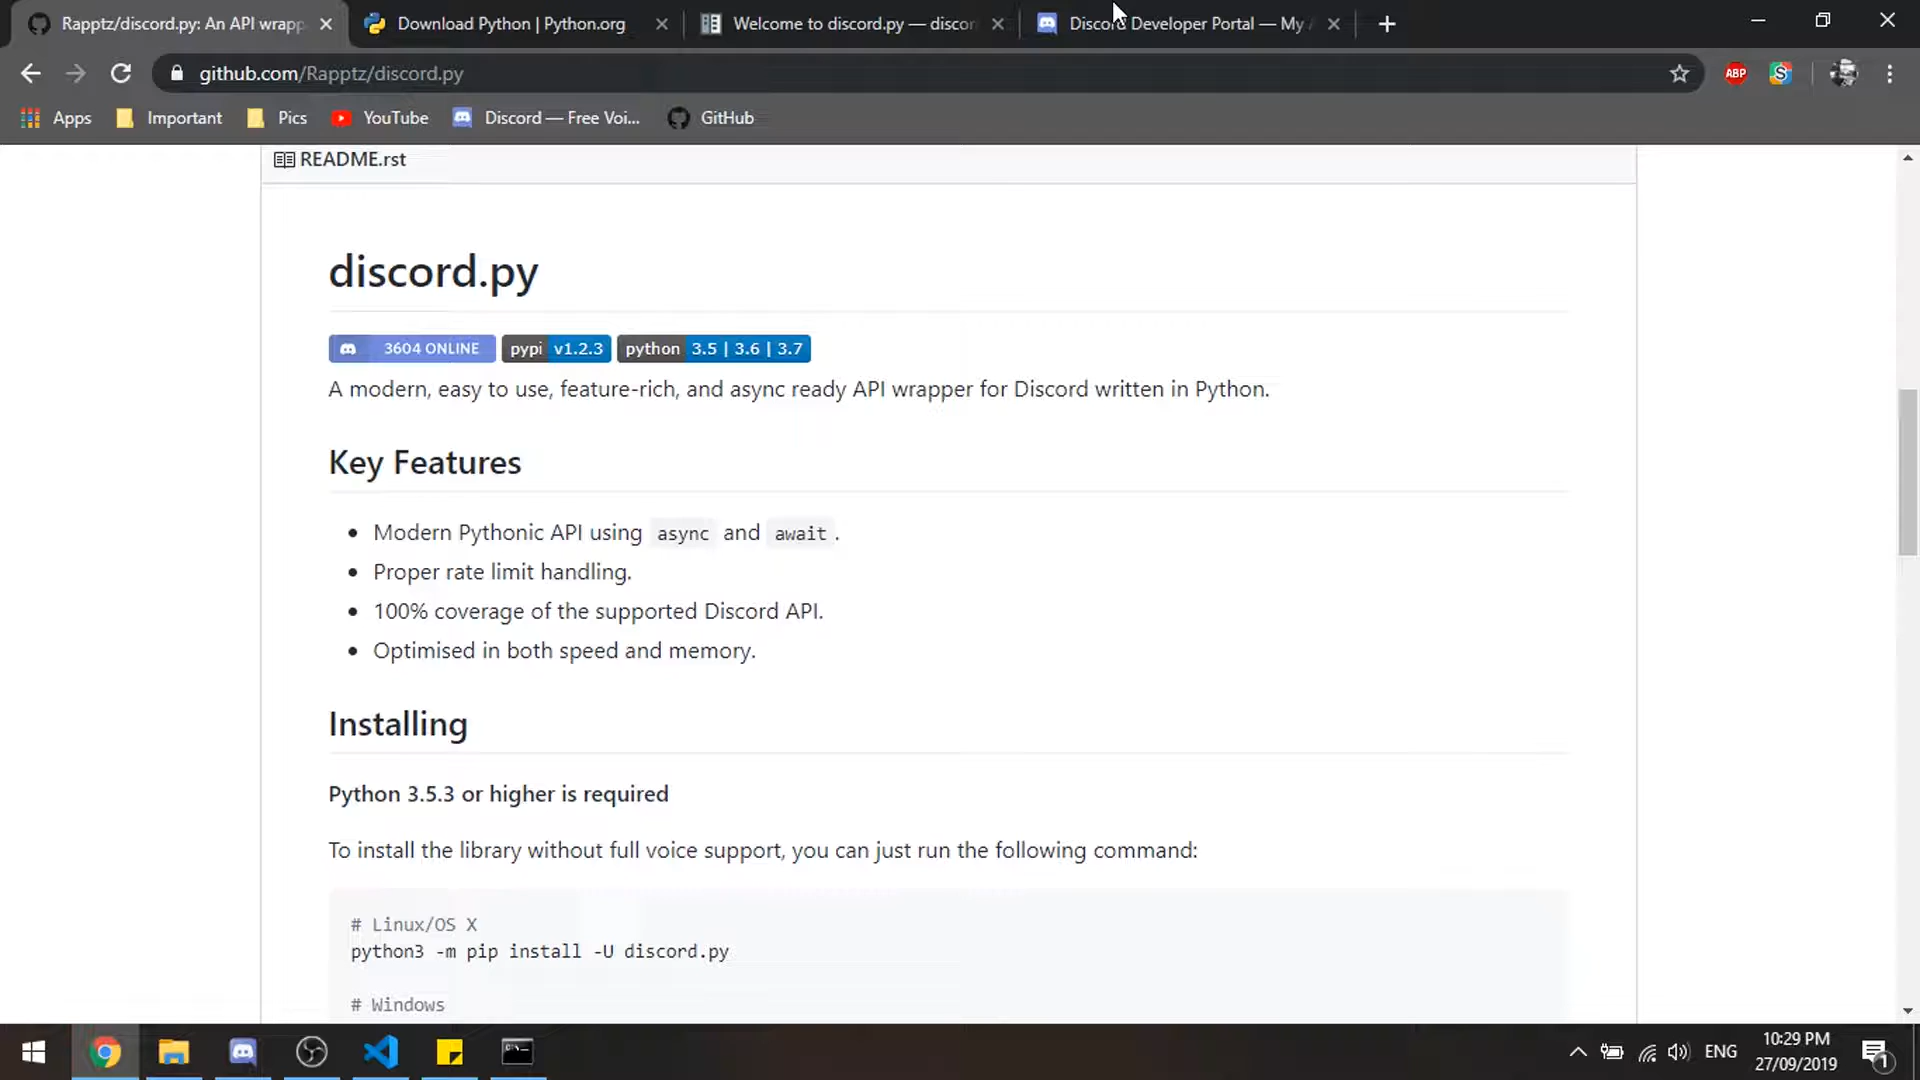 Rapptz/discord.py: An API wrapp
Download Python | Python.org
Welcome to discord.py — discor
Discord Developer Portal — My
github.com/Rapptz/discord.py
ABP
S
Apps
Important
Pics
YouTube
Discord — Free Voi...
GitHub
README.rst
discord.py
3604 ONLINE
pypi v1.2.3
python 3.5 | 3.6 | 3.7
A modern, easy to use, feature-rich, and async ready API wrapper for Discord written in Python.
Key Features
Modern Pythonic API using async and await.
Proper rate limit handling.
100% coverage of the supported Discord API.
Optimised in both speed and memory.
Installing
Python 3.5.3 or higher is required
To install the library without full voice support, you can just run the following command:
# Linux/OS X
python3 -m pip install -U discord.py
# Windows
ENG
10:29 PM
27/09/2019
1